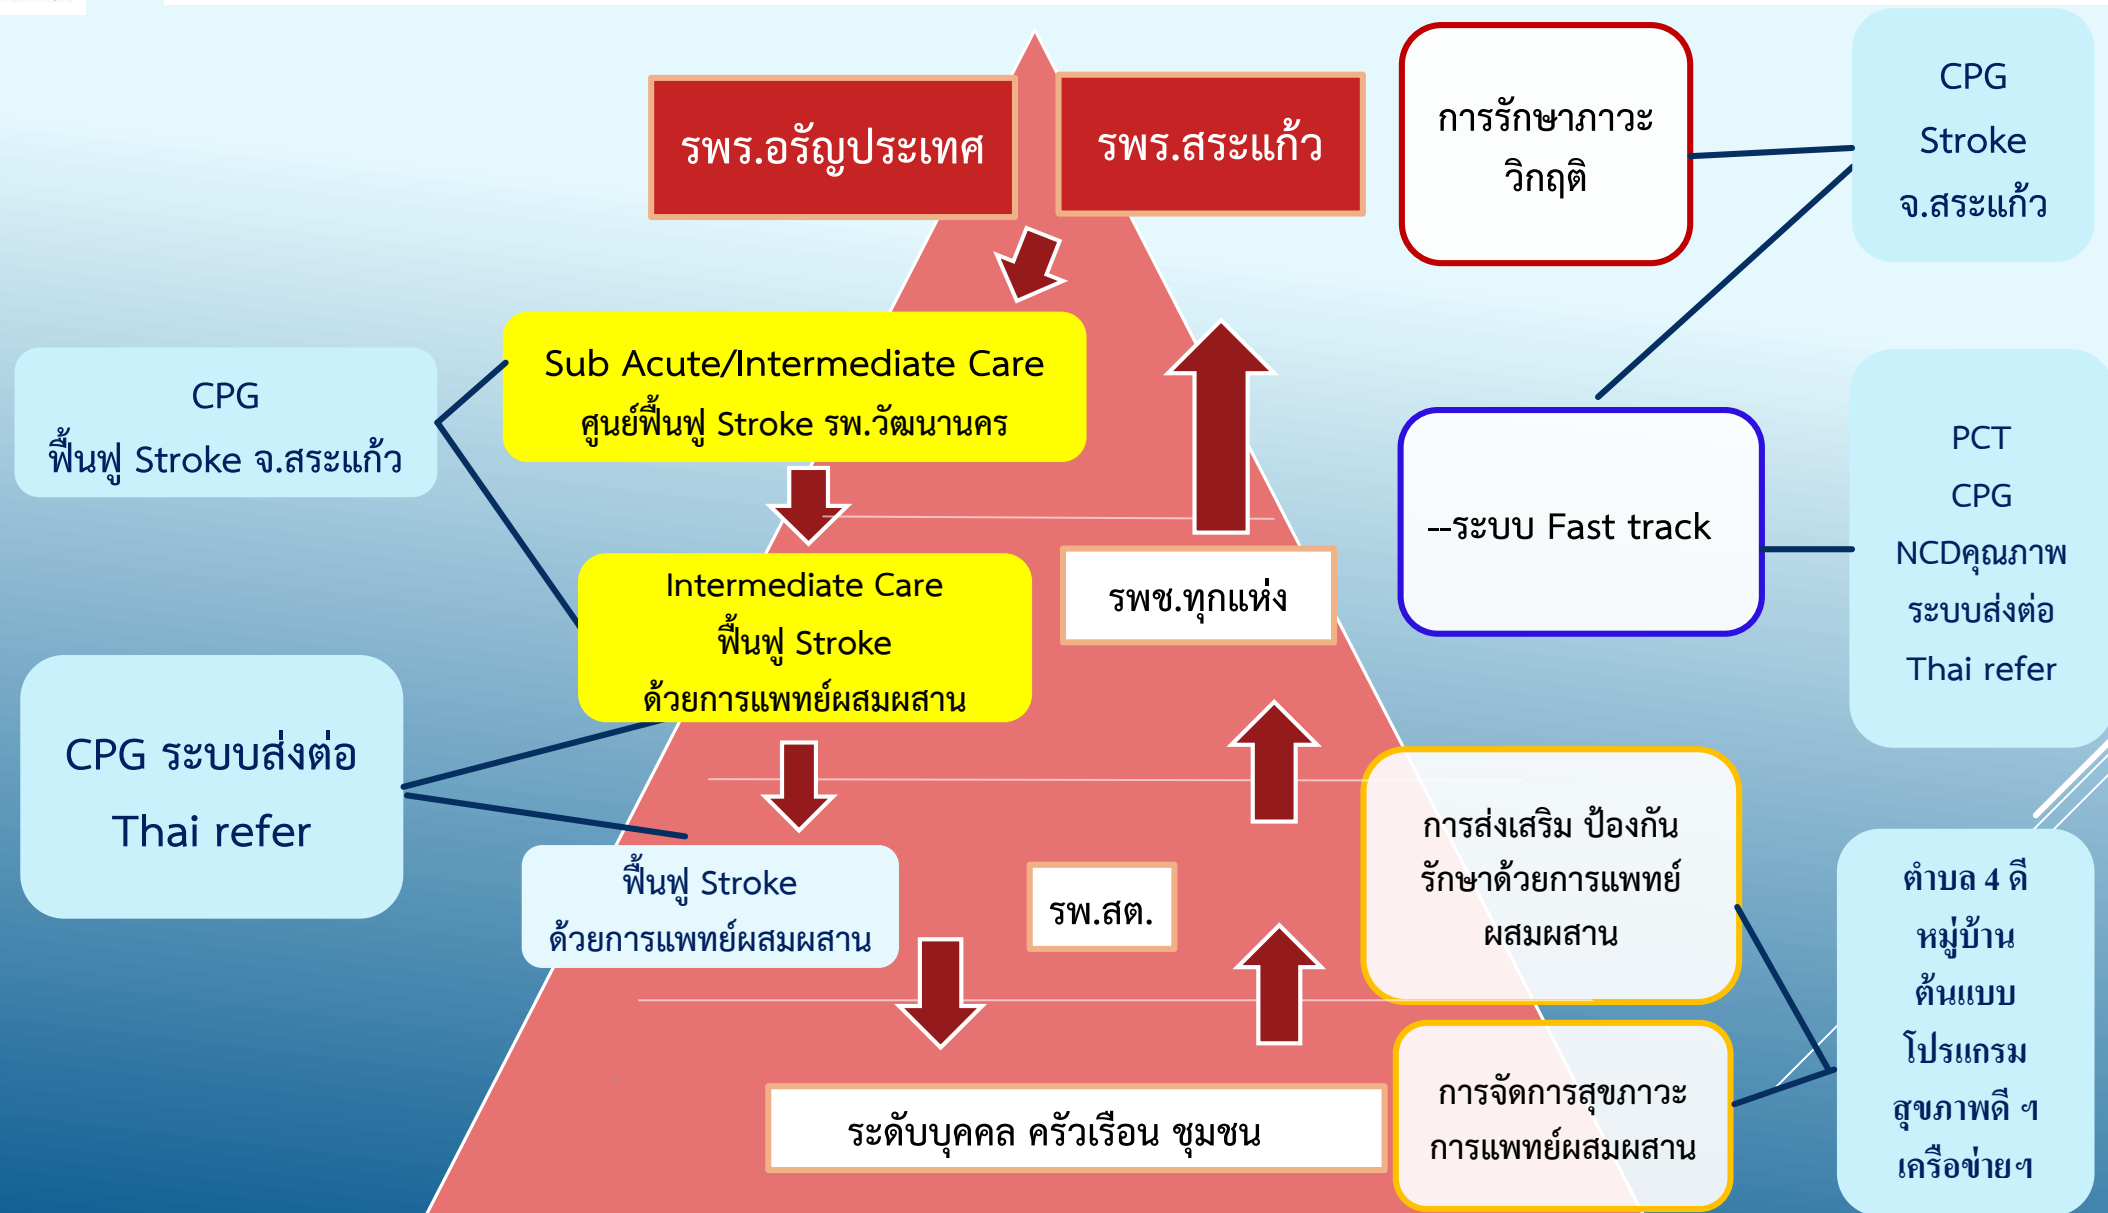 รพร.อรัญประเทศ
รพร.สระแก้ว
การรักษาภาวะ
วิกฤติ
CPG
Stroke
จ.สระแก้ว
CPG
ฟื้นฟู Stroke จ.สระแก้ว
Sub Acute/Intermediate Care
ศูนย์ฟื้นฟู Stroke รพ.วัฒนานคร
--ระบบ Fast track
PCT
CPG
NCDคุณภาพ
ระบบส่งต่อ
Thai refer
Intermediate Care
ฟื้นฟู Stroke
ด้วยการแพทย์ผสมผสาน
รพช.ทุกแห่ง
CPG ระบบส่งต่อ
Thai refer
ฟื้นฟู Stroke
ด้วยการแพทย์ผสมผสาน
รพ.สต.
การส่งเสริม ป้องกัน
รักษาด้วยการแพทย์
ผสมผสาน
ตำบล 4 ดี
หมู่บ้าน
ต้นแบบ
โปรแกรม
สุขภาพดี ฯ
เครือข่ายฯ
ระดับบุคคล ครัวเรือน ชุมชน
การจัดการสุขภาวะ
การแพทย์ผสมผสาน